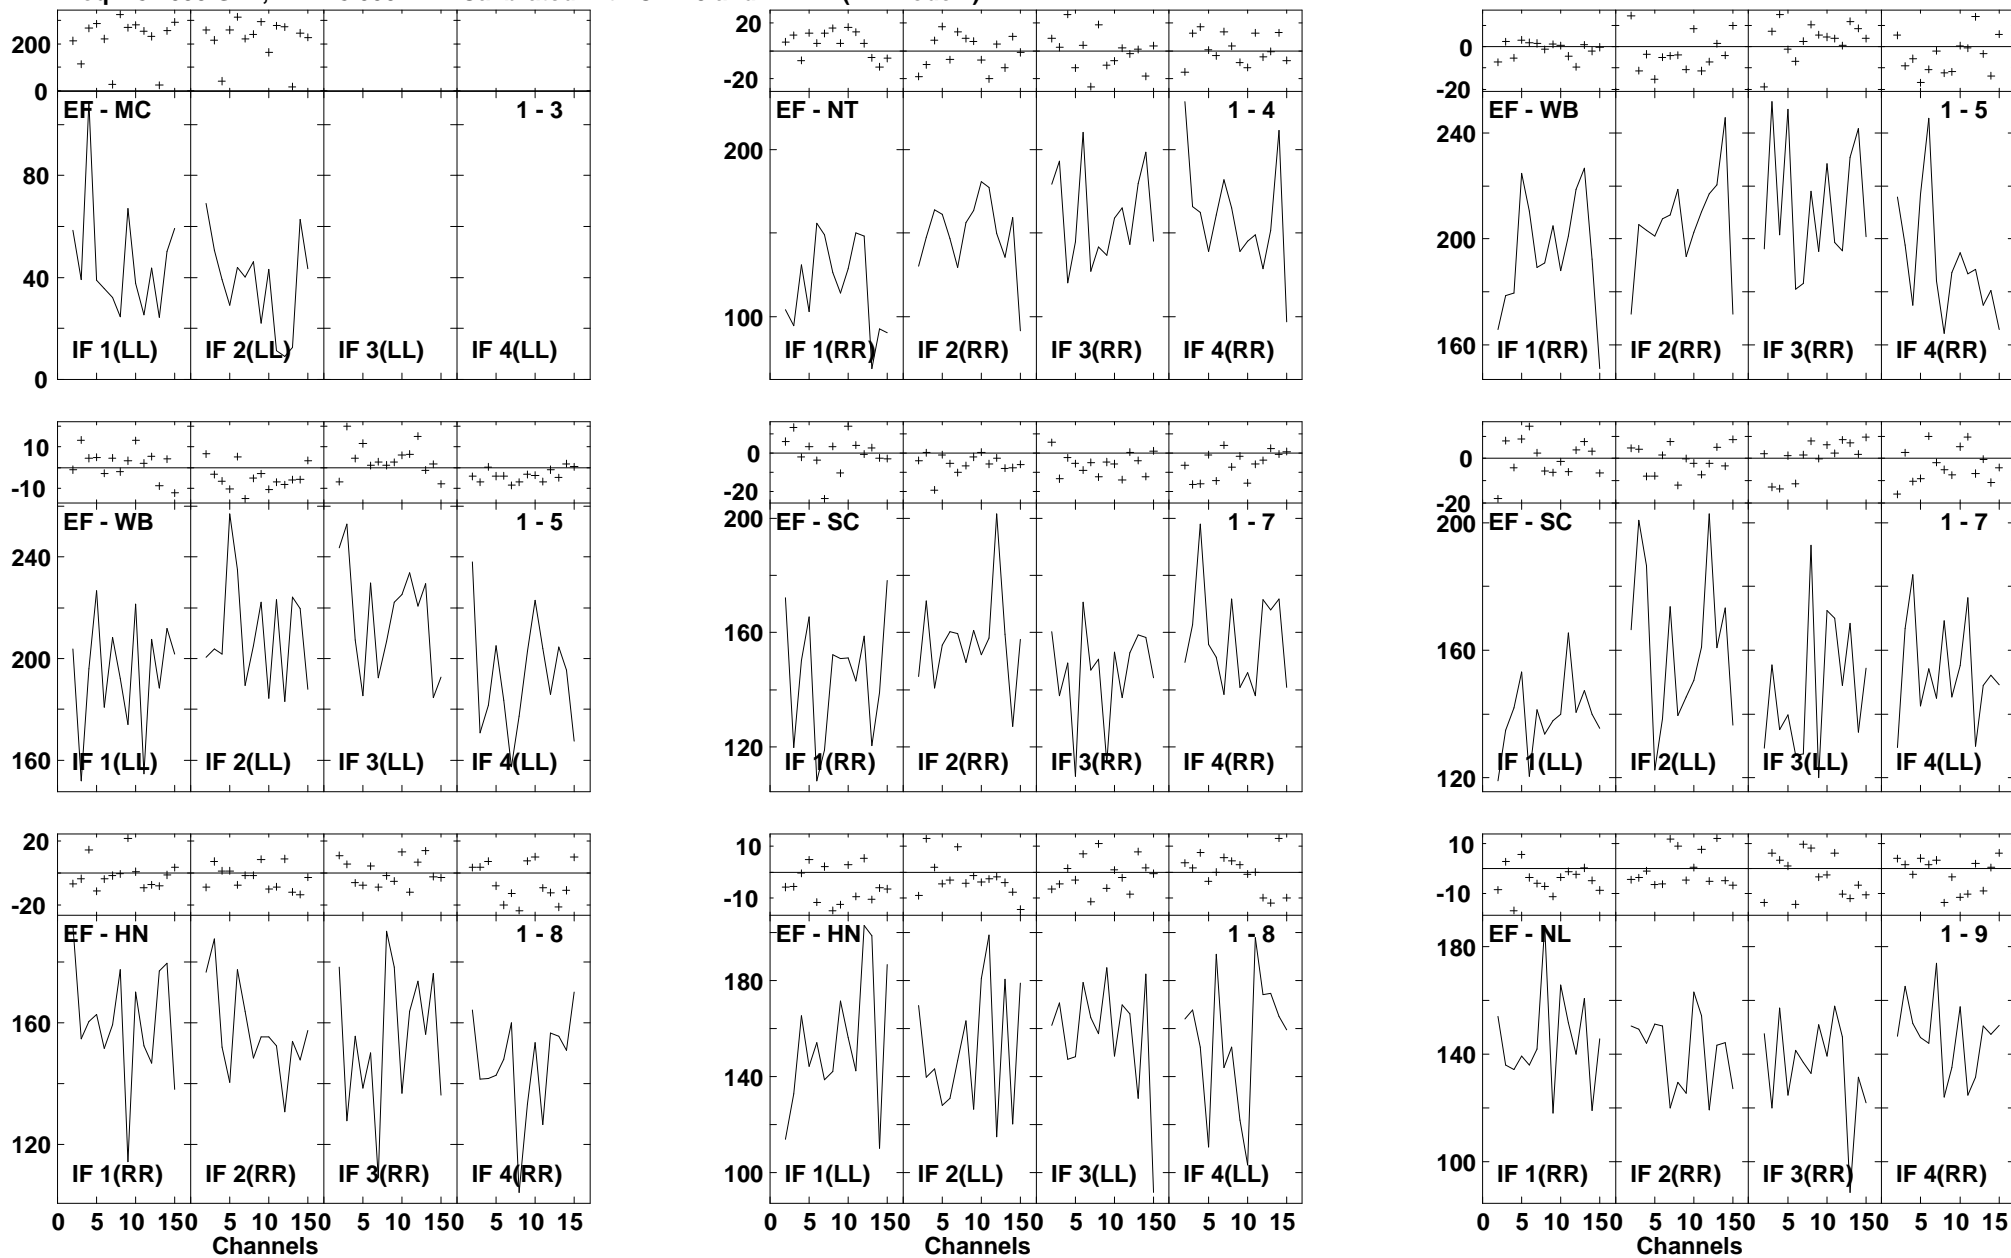 200
0
EF - MC
1 - 3
80
40
0
IF 1(LL)
IF 2(LL)
IF 3(LL)
IF 4(LL)
20
0
-20
EF - NT
1 - 4
200
100
IF 1(RR)
IF 2(RR)
IF 3(RR)
IF 4(RR)
0
-20
EF - WB
1 - 5
240
200
160
IF 1(RR)
IF 2(RR)
IF 3(RR)
IF 4(RR)
10
-10
EF - WB
1 - 5
240
200
160
IF 1(LL)
IF 2(LL)
IF 3(LL)
IF 4(LL)
0
-20
EF - SC
1 - 7
200
160
120
IF 1(RR)
IF 2(RR)
IF 3(RR)
IF 4(RR)
0
-20
EF - SC
1 - 7
200
160
120
IF 1(LL)
IF 2(LL)
IF 3(LL)
IF 4(LL)
20
0
-20
EF - HN
1 - 8
160
120
IF 1(RR)
IF 2(RR)
IF 3(RR)
IF 4(RR)
0 5 10 150 5 10 150 5 10 150 5 10 15
Channels
10
-10
EF - HN
1 - 8
180
140
100
IF 1(LL)
IF 2(LL)
IF 3(LL)
IF 4(LL)
0 5 10 150 5 10 150 5 10 150 5 10 15
Channels
10
-10
EF - NL
1 - 9
180
140
100
IF 1(RR)
IF 2(RR)
IF 3(RR)
IF 4(RR)
0 5 10 150 5 10 150 5 10 150 5 10 15
Channels